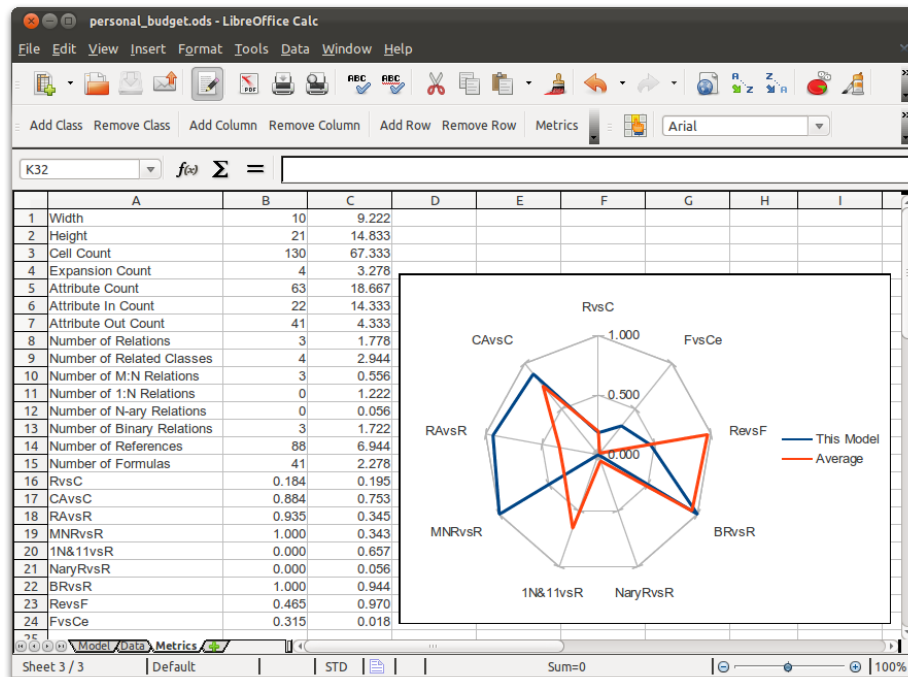 personal_budget.ods - LibreOffice Calc
File Edit View Insert Format Tools Data Window Help
PDF ABC ABC A Z Z A
Add Class Remove Class Add Column Remove Column Add Row Remove Row Metrics Arial
K32 f(x) Σ =
A B C D E F G H I
1 Width 10 9.222
2 Height 21 14.833
3 Cell Count 130 67.333
4 Expansion Count 4 3.278
5 Attribute Count 63 18.667
6 Attribute In Count 22 14.333
7 Attribute Out Count 41 4.333
8 Number of Relations 3 1.778
9 Number of Related Classes 4 2.944
10 Number of M:N Relations 3 0.556
11 Number of 1:N Relations 0 1.222
12 Number of N-ary Relations 0 0.056
13 Number of Binary Relations 3 1.722
14 Number of References 88 6.944
15 Number of Formulas 41 2.278
16 RvsC 0.184 0.195
17 CAvsC 0.884 0.753
18 RAvsR 0.935 0.345
19 MNRvsR 1.000 0.343
20 1N&11vsR 0.000 0.657
21 NaryRvsR 0.000 0.056
22 BRvsR 1.000 0.944
23 RevsF 0.465 0.970
24 FvsCe 0.315 0.018
25
RvsC
1.000
CAvsC FvsCe
0.500
RAvsR RevsF
0.000
This Model
Average
MNRvsR BRvsR
1N&11vsR NaryRvsR
Model Data Metrics
Sheet 3 / 3 Default STD Sum=0 100%